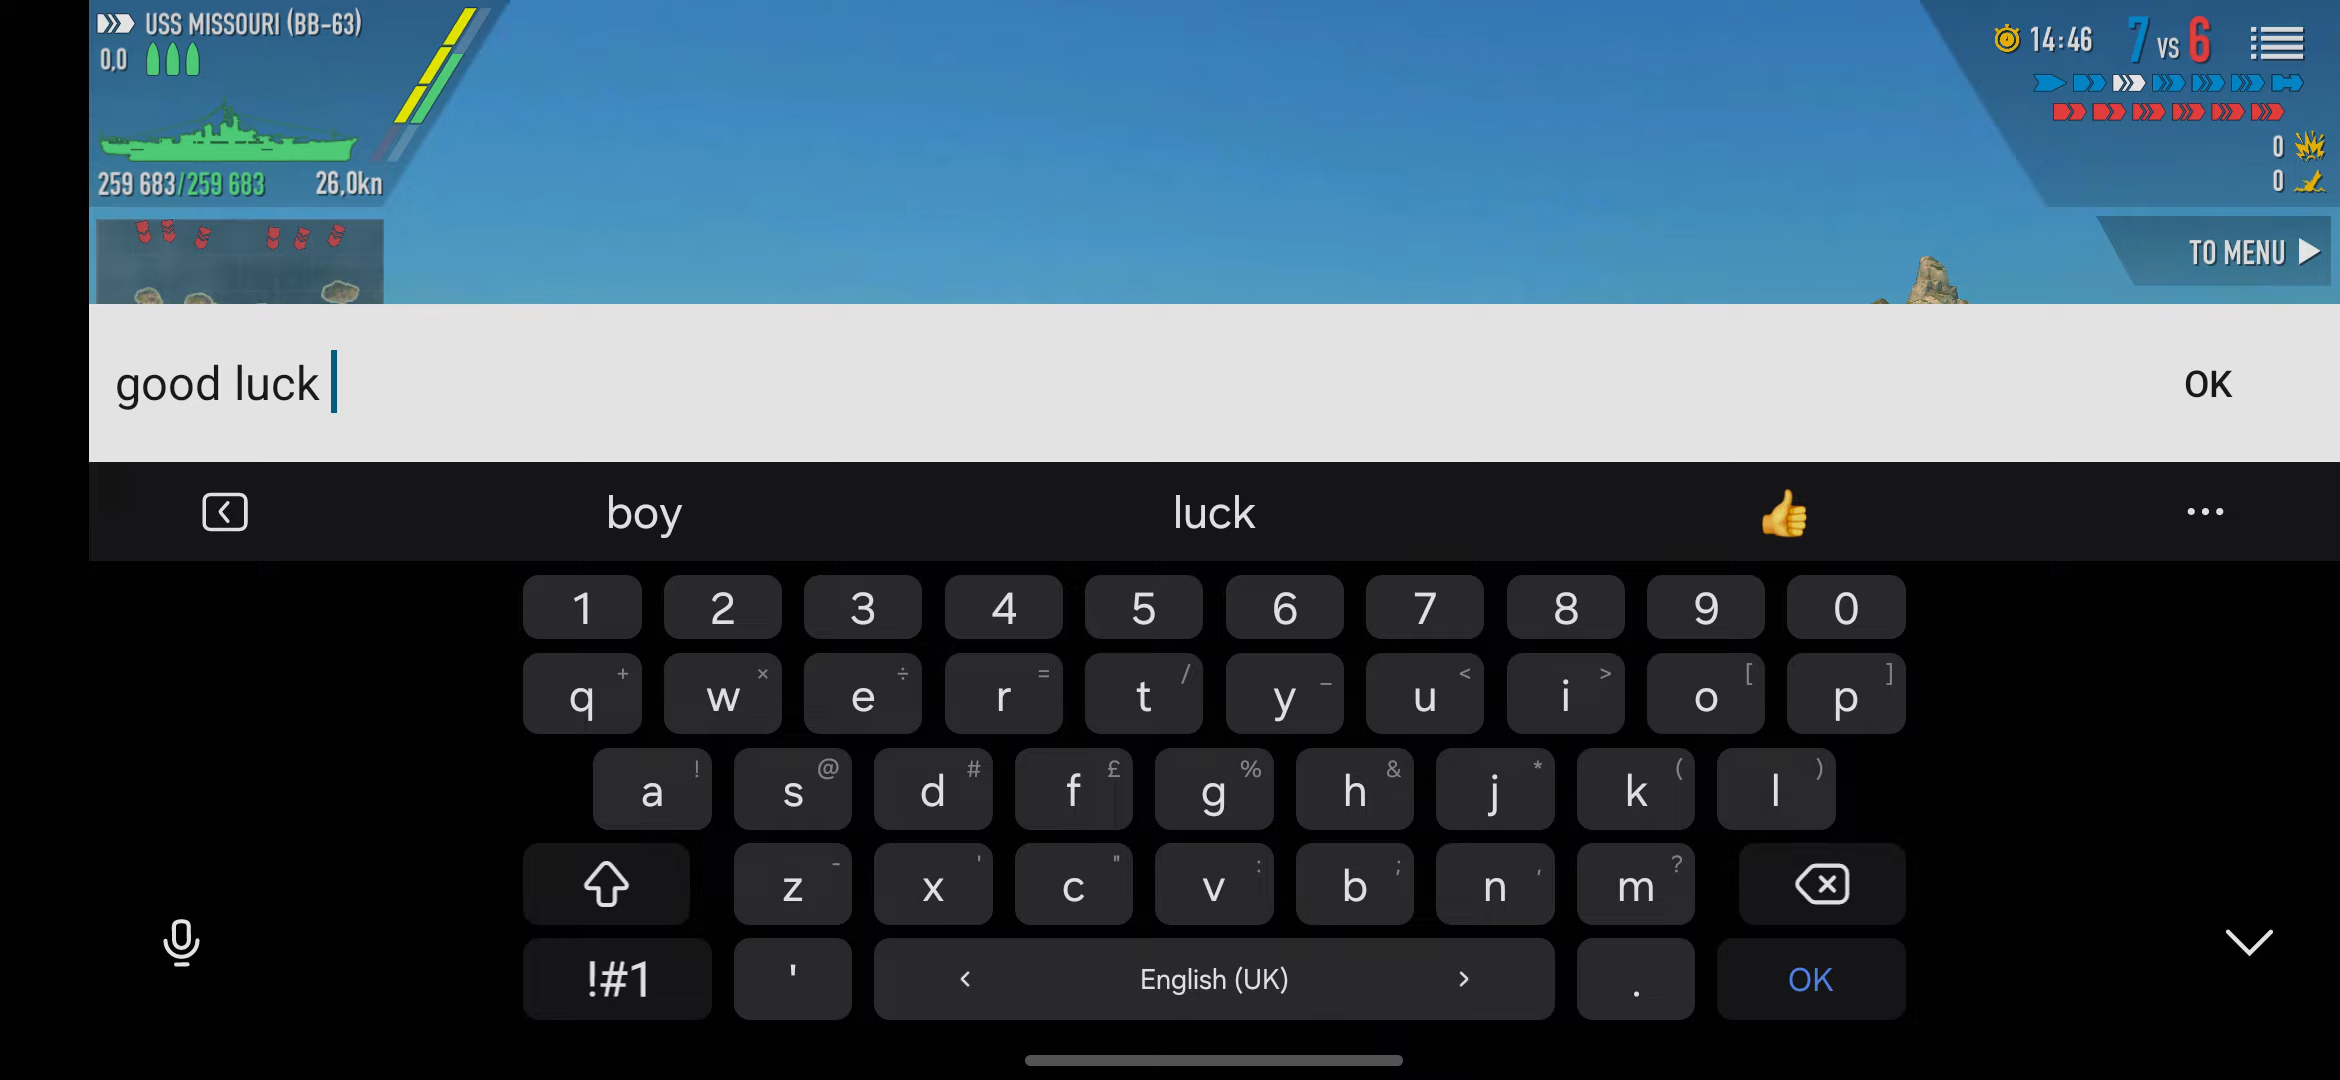 USS MISSOURI (BB-63)
0,0
259 683/259 683 26,0kn
14:46 7 VS 6
0
0
TO MENU
good luck OK
boy luck 👍 ...
1 2 3 4 5 6 7 8 9 0
q + w × e ÷ r = t / y _ u < i > o [ p ]
a ! s @ d # f £ g % h & j * k ( l )
z - x ' c " v : b ; n , m ?
!#1 ' < English (UK) > . OK